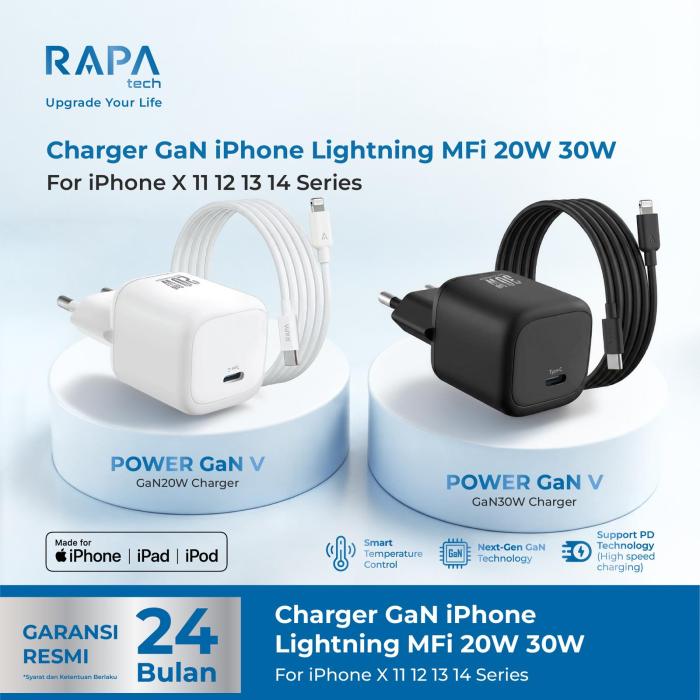 RAPA
tech
Upgrade Your Life
Charger GaN iPhone Lightning MFi 20W 30W
For iPhone X 11 12 13 14 Series
RAPA
Type-C
POWER GaN V
GaN20W Charger
POWER GaN V
GaN30W Charger
Made for
iPhone | iPad | iPod
Smart
Temperature
Control
GaN
Next-Gen GaN
Technology
Support PD
Technology
(High speed
charging)
GARANSI
RESMI
*Syarat dan Ketentuan Berlaku
24
Bulan
Charger GaN iPhone
Lightning MFi 20W 30W
For iPhone X 11 12 13 14 Series